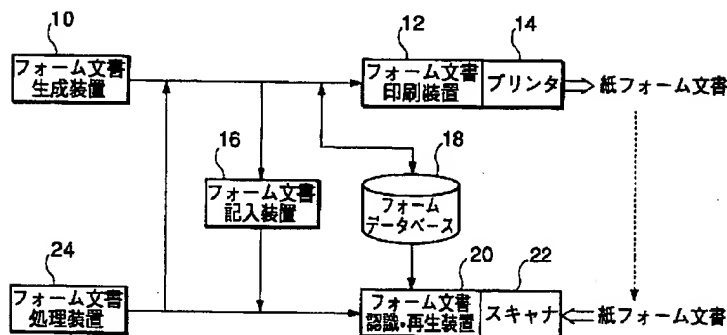 10
フォーム文書
生成装置
12
14
フォーム文書
印刷装置
プリンタ
紙フォーム文書
16
フォーム文書
記入装置
18
フォーム
データベース
24
フォーム文書
処理装置
20
22
フォーム文書
認識・再生装置
スキャナ
紙フォーム文書